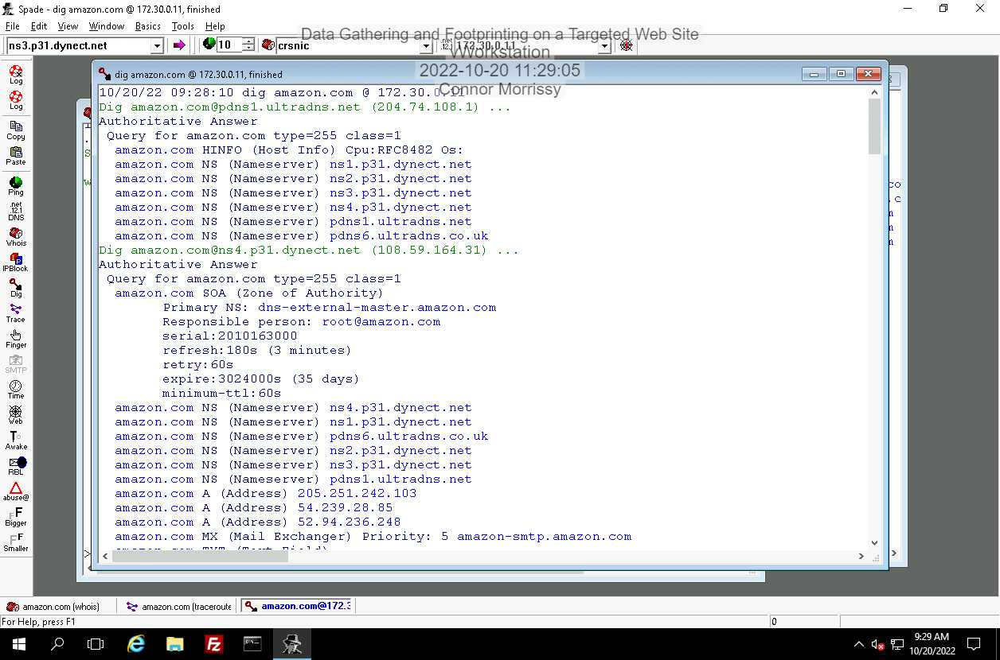 Spade - dig amazon.com @ 172.30.0.11, finished
File Edit View Window Basics Tools Help
Data Gathering and Footprinting on a Targeted Web Site
vWorkstation
2022-10-20 11:29:05
Connor Morrissy
ns3.p31.dynect.net 10 crsnic .net 12.1 172.30.0.11
dig amazon.com @ 172.30.0.11, finished
10/20/22 09:28:10 dig amazon.com @ 172.30.0.11
Dig amazon.com@pdns1.ultradns.net (204.74.108.1) ...
Authoritative Answer
Query for amazon.com type=255 class=1
amazon.com HINFO (Host Info) Cpu:RFC8482 Os:
amazon.com NS (Nameserver) ns1.p31.dynect.net
amazon.com NS (Nameserver) ns2.p31.dynect.net
amazon.com NS (Nameserver) ns3.p31.dynect.net
amazon.com NS (Nameserver) ns4.p31.dynect.net
amazon.com NS (Nameserver) pdns1.ultradns.net
amazon.com NS (Nameserver) pdns6.ultradns.co.uk
Dig amazon.com@ns4.p31.dynect.net (108.59.164.31) ...
Authoritative Answer
Query for amazon.com type=255 class=1
amazon.com SOA (Zone of Authority)
Primary NS: dns-external-master.amazon.com
Responsible person: root@amazon.com
serial:2010163000
refresh:180s (3 minutes)
retry:60s
expire:3024000s (35 days)
minimum-ttl:60s
amazon.com NS (Nameserver) ns4.p31.dynect.net
amazon.com NS (Nameserver) ns1.p31.dynect.net
amazon.com NS (Nameserver) pdns6.ultradns.co.uk
amazon.com NS (Nameserver) ns2.p31.dynect.net
amazon.com NS (Nameserver) ns3.p31.dynect.net
amazon.com NS (Nameserver) pdns1.ultradns.net
amazon.com A (Address) 205.251.242.103
amazon.com A (Address) 54.239.28.85
amazon.com A (Address) 52.94.236.248
amazon.com MX (Mail Exchanger) Priority: 5 amazon-smtp.amazon.com
amazon.com TXT (Text Field)
Log
Log
Copy
Paste
Ping
.net
12.1
DNS
Whois
IPBlock
Dig
Trace
Finger
SMTP
Time
Web
Awake
RBL
abuse@
Bigger
Smaller
amazon.com (whois) amazon.com (traceroute amazon.com@172.3
For Help, press F1 0
9:29 AM
10/20/2022